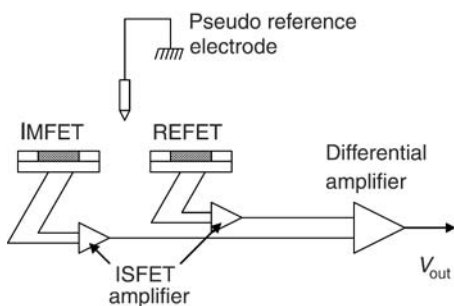 Pseudo reference
electrode
IMFET
REFET
Differential
amplifier
ISFET
amplifier
Vout